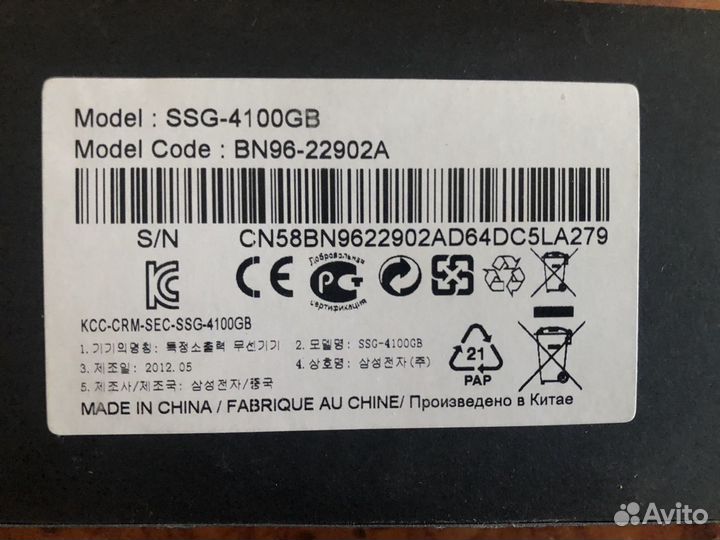 Model : SSG-4100GB
Model Code : BN96-22902A
S/N CN58BN9622902AD64DC5LA279
Добровольная
сертификация
KCC-CRM-SEC-SSG-4100GB
1. 기기의명칭: 특정소출력 무선기기 2. 모델명: SSG-4100GB
3. 제조일: 2012.05 4. 상호명: 삼성전자(주)
5. 제조사/제조국: 삼성전자/중국
21
PAP
MADE IN CHINA / FABRIQUE AU CHINE/ Произведено в Китае
Avito